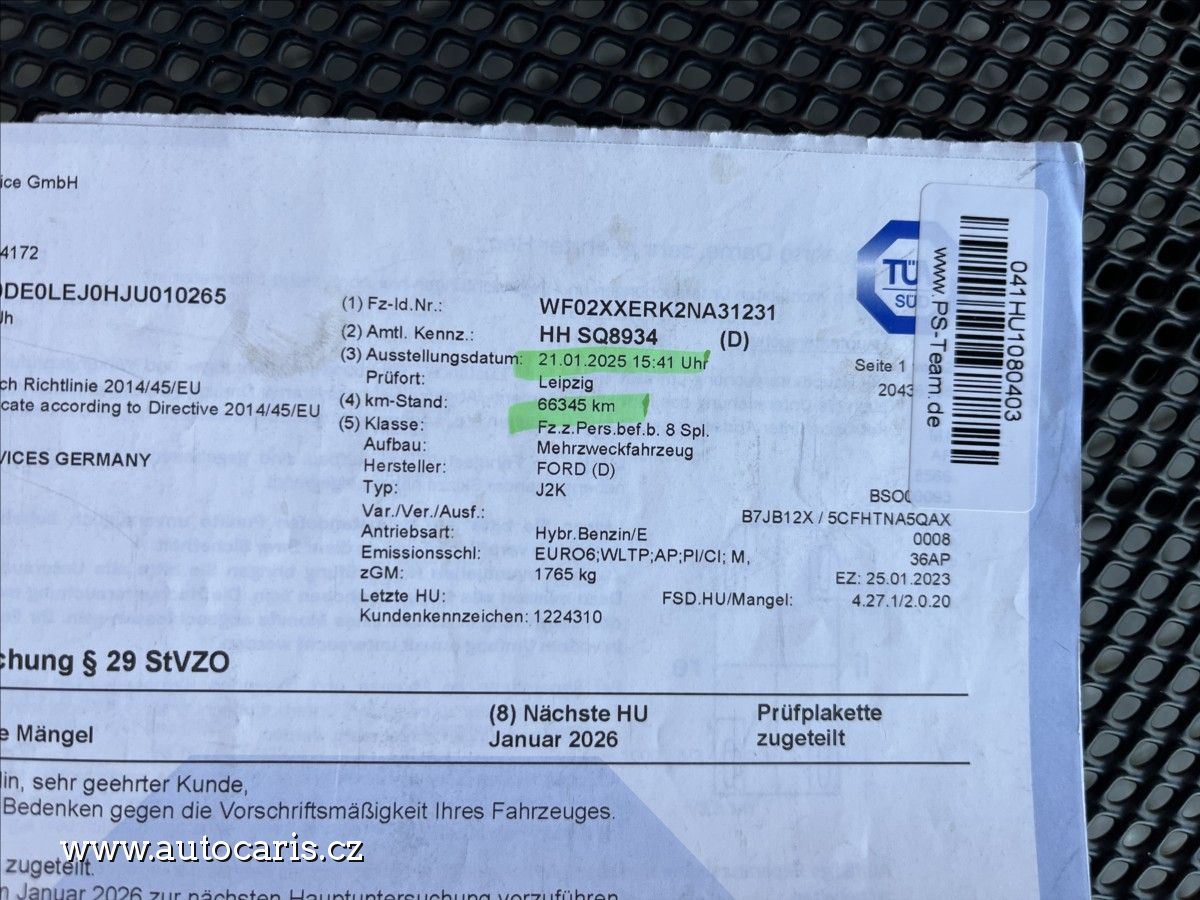 ice GmbH
4172
0DE0LEJ0HJU010265
Jh
ch Richtlinie 2014/45/EU
cate according to Directive 2014/45/EU
VICES GERMANY
(1) Fz-Id.Nr.: WF02XXERK2NA31231
(2) Amtl. Kennz.: HH SQ8934 (D)
(3) Ausstellungsdatum: 21.01.2025 15:41 Uhr
Prüfort: Leipzig
(4) km-Stand: 66345 km
(5) Klasse: Fz.z.Pers.bef.b. 8 Spl.
Aufbau: Mehrzweckfahrzeug
Hersteller: FORD (D)
Typ: J2K BSO
Var./Ver./Ausf.: B7JB12X / 5CFHTNA5QAX
Antriebsart: Hybr.Benzin/E 0008
Emissionsschl: EURO6;WLTP;AP;PI/CI; M, 36AP
zGM: 1765 kg EZ: 25.01.2023
Letzte HU: FSD.HU/Mangel: 4.27.1/2.0.20
Kundenkennzeichen: 1224310
TÜ
SÜ
Seite 1
2043
www.PS-Team.de
041HU1080403
chung § 29 StVZO
e Mängel
(8) Nächste HU
Januar 2026
Prüfplakette
zugeteilt
lin, sehr geehrter Kunde,
Bedenken gegen die Vorschriftsmäßigkeit Ihres Fahrzeuges.
zugeteilt.
m Januar 2026 zur nächsten Hauptuntersuchung vorzuführen
www.autocaris.cz